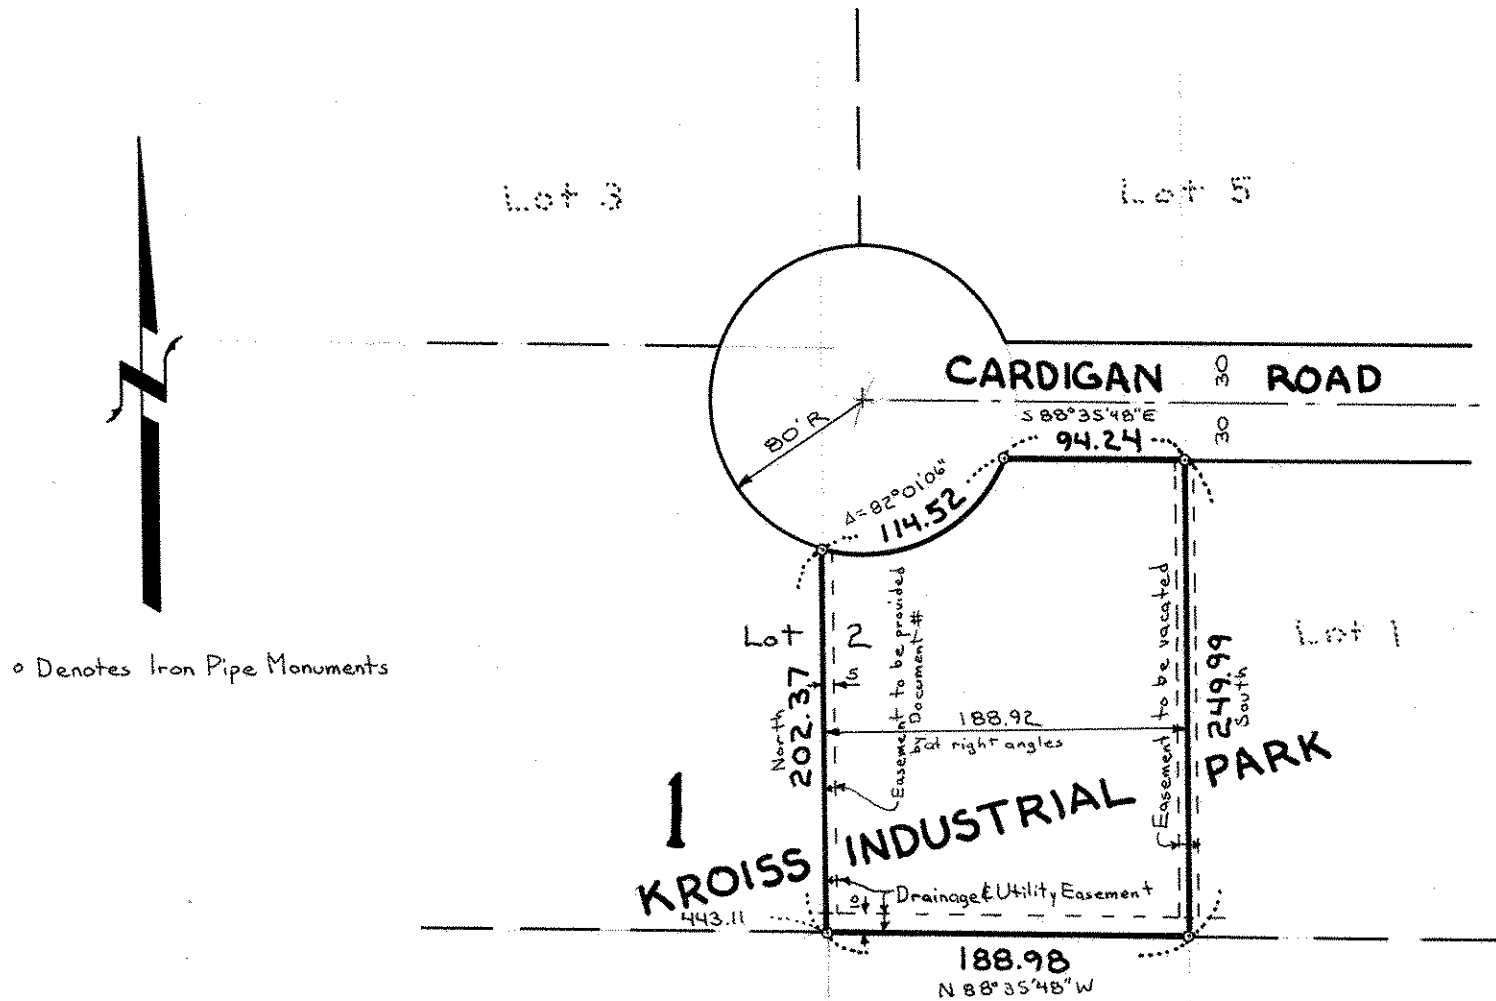 Lot 3
Lot 5
CARDIGAN ROAD
30
30
S 88°35'48"E
94.24
80' R
Δ=82°01'06"
114.52
o Denotes Iron Pipe Monuments
Lot 2
Lot 1
North
202.37
5
Easement to be provided
by Document #
188.92
at right angles
Easement to be vacated
249.99
South
1
KROISS INDUSTRIAL PARK
Drainage & Utility Easement
10
443.11
188.98
N 88°35'48"W